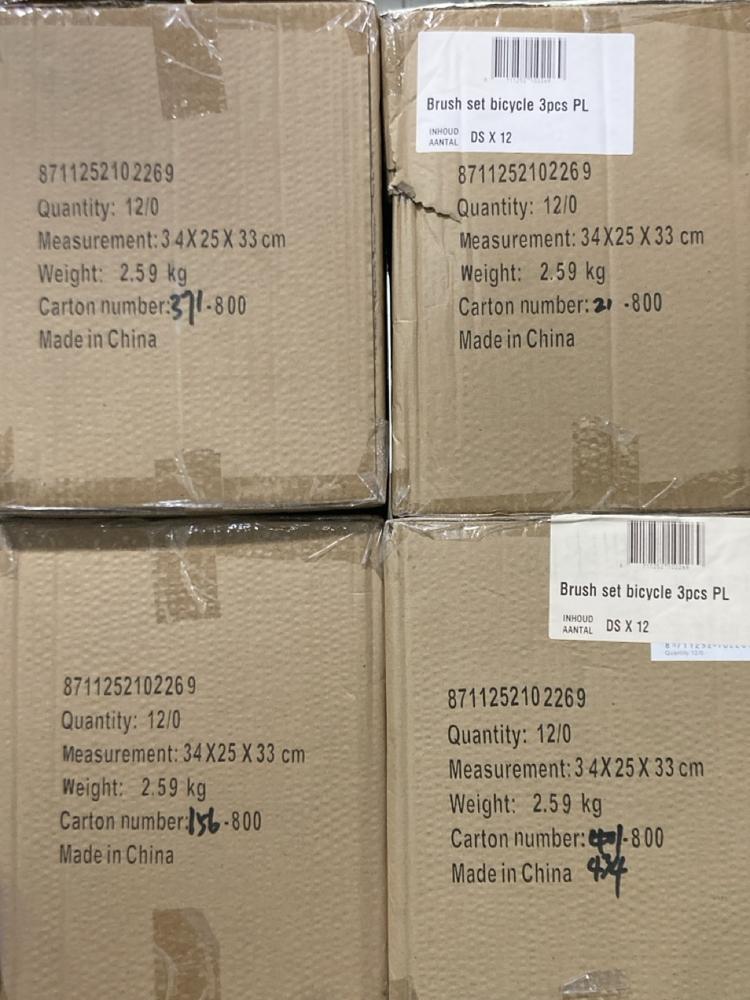 8711252102269
Quantity: 12/0
Measurement: 34X25X33 cm
Weight: 2.59 kg
Carton number: 371-800
Made in China
Brush set bicycle 3pcs PL
INHOUD
AANTAL DS X 12
8711252102269
Quantity: 12/0
Measurement: 34X25X33 cm
Weight: 2.59 kg
Carton number: 21-800
Made in China
8711252102269
Quantity: 12/0
Measurement: 34X25X33 cm
Weight: 2.59 kg
Carton number: 156-800
Made in China
Brush set bicycle 3pcs PL
INHOUD
AANTAL DS X 12
Quantity: 12/0
8711252102269
Quantity: 12/0
Measurement: 34X25X33 cm
Weight: 2.59 kg
Carton number: -800
Made in China 434